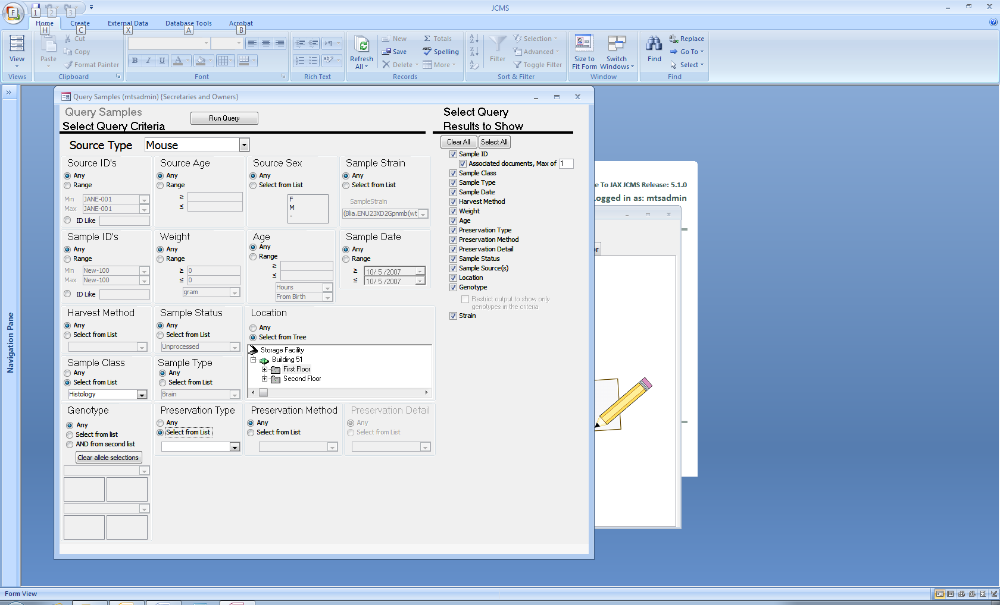 JCMS
F
1
2
3
Home
Create
External Data
Database Tools
Acrobat
H
C
X
A
B
View
Views
Paste
Cut
Copy
Format Painter
Clipboard
B I U A
Font
Rich Text
Refresh All
New
Save
Delete
Totals
Spelling
More
Records
Filter
Selection
Advanced
Toggle Filter
Sort & Filter
Size to Fit Form
Switch Windows
Window
Find
Replace
Go To
Select
Find
Navigation Pane
Query Samples (mtsadmin) {Secretaries and Owners}
Query Samples
Select Query Criteria
Run Query
Source Type
Mouse
Source ID's
Any
Range
Min JANE-001
Max JANE-001
ID Like
Source Age
Any
Range
≥
≤
Source Sex
Any
Select from List
F
M
-
Sample Strain
Any
Select from List
SampleStrain
(Blia.ENU23XD2Gpnmb(wt
Sample ID's
Any
Range
Min New-100
Max New-100
ID Like
Weight
Any
Range
≥ 0
≤ 0
gram
Age
Any
Range
≥
≤
Hours
From Birth
Sample Date
Any
Range
≥ 10/ 5 /2007
≤ 10/ 5 /2007
Harvest Method
Any
Select from List
Sample Status
Any
Select from List
Unprocessed
Location
Any
Select from Tree
Storage Facility
Building 51
First Floor
Second Floor
Sample Class
Any
Select from List
Histology
Sample Type
Any
Select from List
Brain
Genotype
Any
Select from list
AND from second list
Clear allele selections
Preservation Type
Any
Select from List
Preservation Method
Any
Select from List
Preservation Detail
Any
Select from List
Select Query
Results to Show
Clear All
Select All
Sample ID
Associated documents, Max of 1
Sample Class
Sample Type
Sample Date
Harvest Method
Weight
Age
Preservation Type
Preservation Method
Preservation Detail
Sample Status
Sample Source(s)
Location
Genotype
Restrict output to show only
genotypes in the criteria
Strain
e To JAX JCMS Release: 5.1.0
ogged in as: mtsadmin
or
Form View